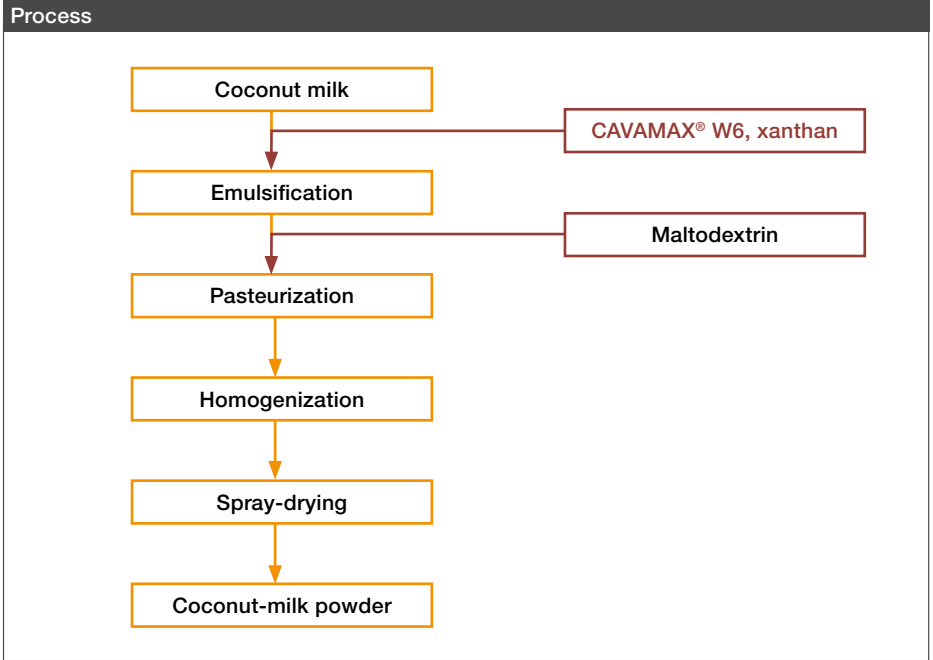 Process
Coconut milk
CAVAMAX® W6, xanthan
Emulsification
Maltodextrin
Pasteurization
Homogenization
Spray-drying
Coconut-milk powder